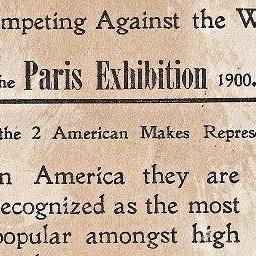 mpeting Against the W
he Paris Exhibition 1900.
the 2 American Makes Represe
n America they are
ecognized as the most
popular amongst high